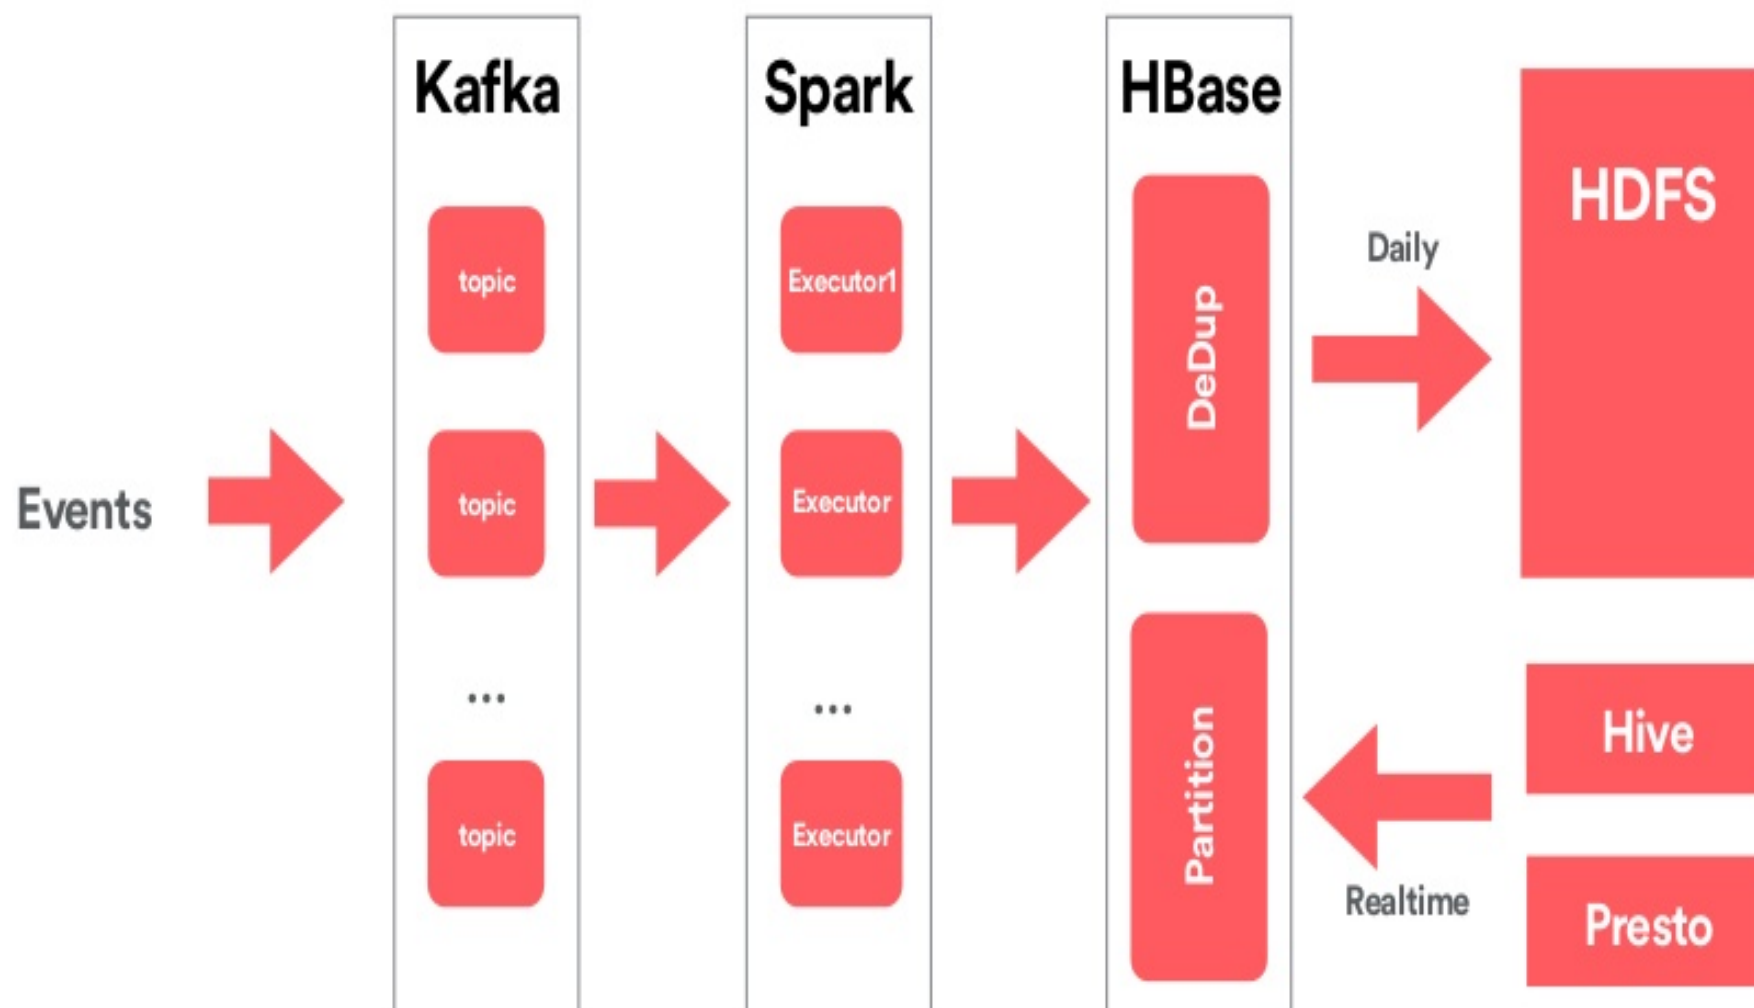 Kafka
Spark
HBase
HDFS
Daily
topic
Executor1
DeDup
Events
topic
Executor
...
...
Partition
Hive
topic
Executor
Realtime
Presto